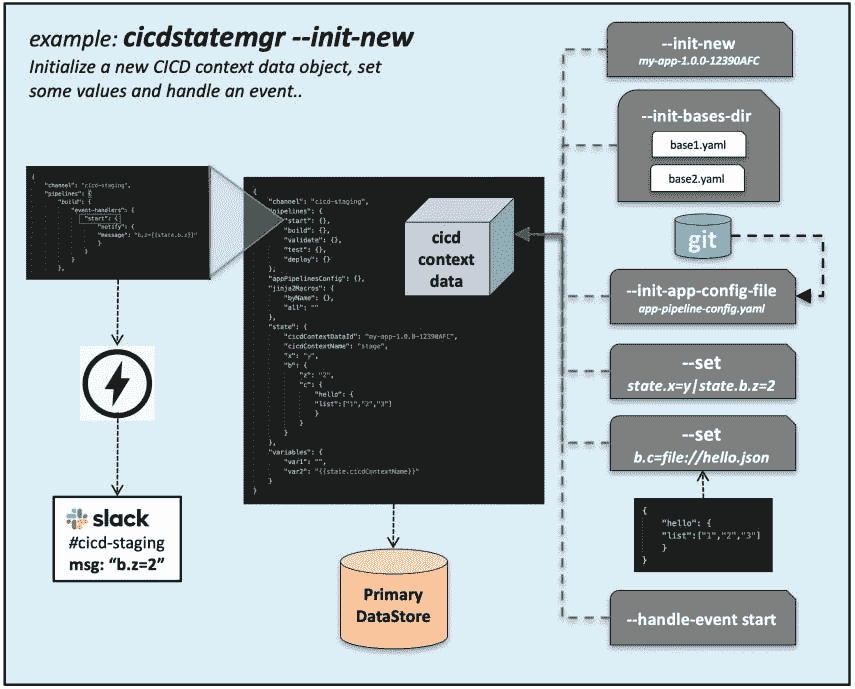 example: cicdstatemgr --init-new
Initialize a new CICD context data object, set
some values and handle an event..
{
"channel": "cicd-staging",
"pipelines": {
"build": {
"event-handlers": {
"start": {
"notify": {
"message": "b.z={{state.b.z}}"
}
}
}
},
slack
#cicd-staging
msg: “b.z=2”
{
"channel": "cicd-staging",
"pipelines": {
"start": {},
"build": {},
"validate": {},
"test": {},
"deploy": {}
},
"appPipelinesConfig": {},
"jinja2Macros": {
"byName": {},
"all": ""
},
"state": {
"cicdContextDataId": "my-app-1.0.0-12390AFC",
"cicdContextName": "stage",
"x": "y",
"b": {
"z": "2",
"c": {
"hello": {
"list":["1","2","3"]
}
}
}
},
"variables": {
"var1": "",
"var2": "{{state.cicdContextName}}"
}
}
cicd
context
data
Primary
DataStore
--init-new
my-app-1.0.0-12390AFC
--init-bases-dir
base1.yaml
base2.yaml
git
--init-app-config-file
app-pipeline-config.yaml
--set
state.x=y|state.b.z=2
--set
b.c=file://hello.json
{
"hello": {
"list":["1","2","3"]
}
}
--handle-event start